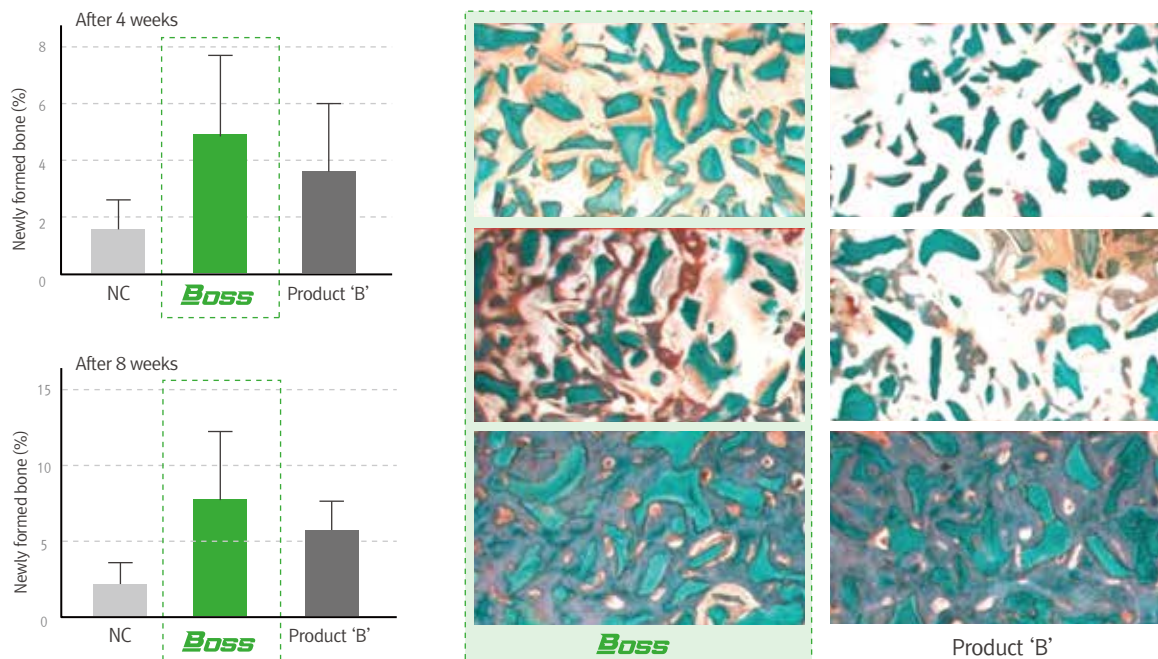 After 4 weeks
Newly formed bone (%)
8
6
4
2
0
NC
Boss
Product ‘B’
After 8 weeks
Newly formed bone (%)
15
10
5
0
NC
Boss
Product ‘B’
Boss
Product ‘B’